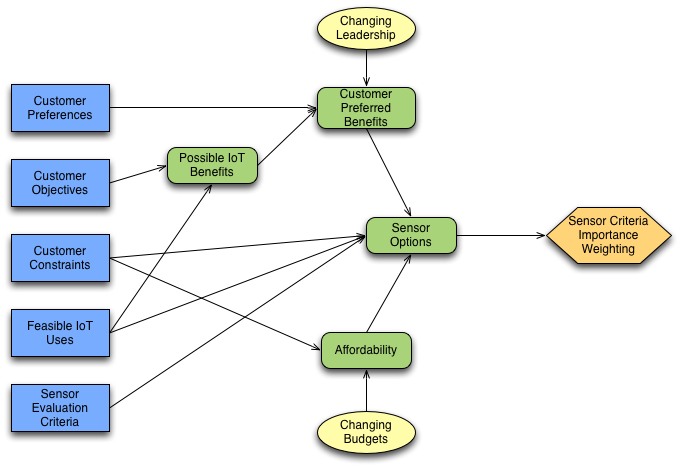 Changing
Leadership
Customer
Preferences
Customer
Preferred
Benefits
Possible IoT
Benefits
Customer
Objectives
Sensor
Options
Sensor Criteria
Importance
Weighting
Customer
Constraints
Feasible IoT
Uses
Affordability
Sensor
Evaluation
Criteria
Changing
Budgets